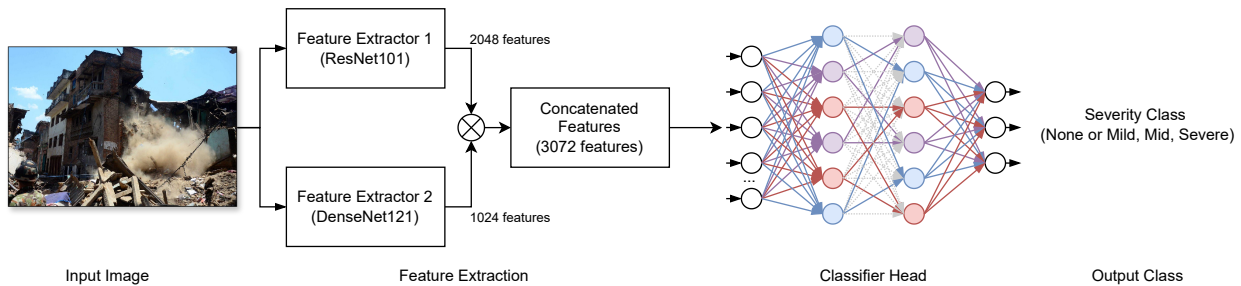 Feature Extractor 1
(ResNet101)
2048 features
Concatenated
Features
(3072 features)
Feature Extractor 2
(DenseNet121)
1024 features
...
Severity Class
(None or Mild, Mid, Severe)
Input Image
Feature Extraction
Classifier Head
Output Class